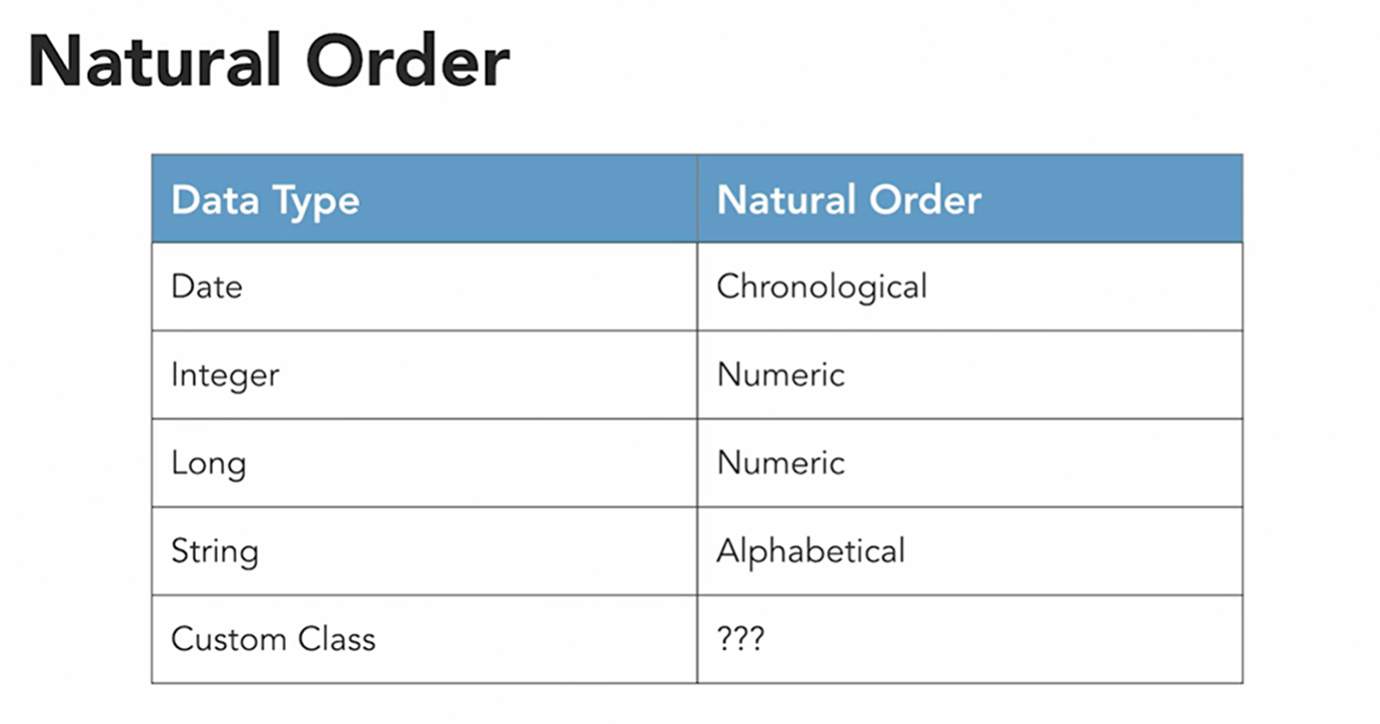 Natural Order
Data Type Natural Order
Date Chronological
Integer Numeric
Long Numeric
String Alphabetical
Custom Class ???